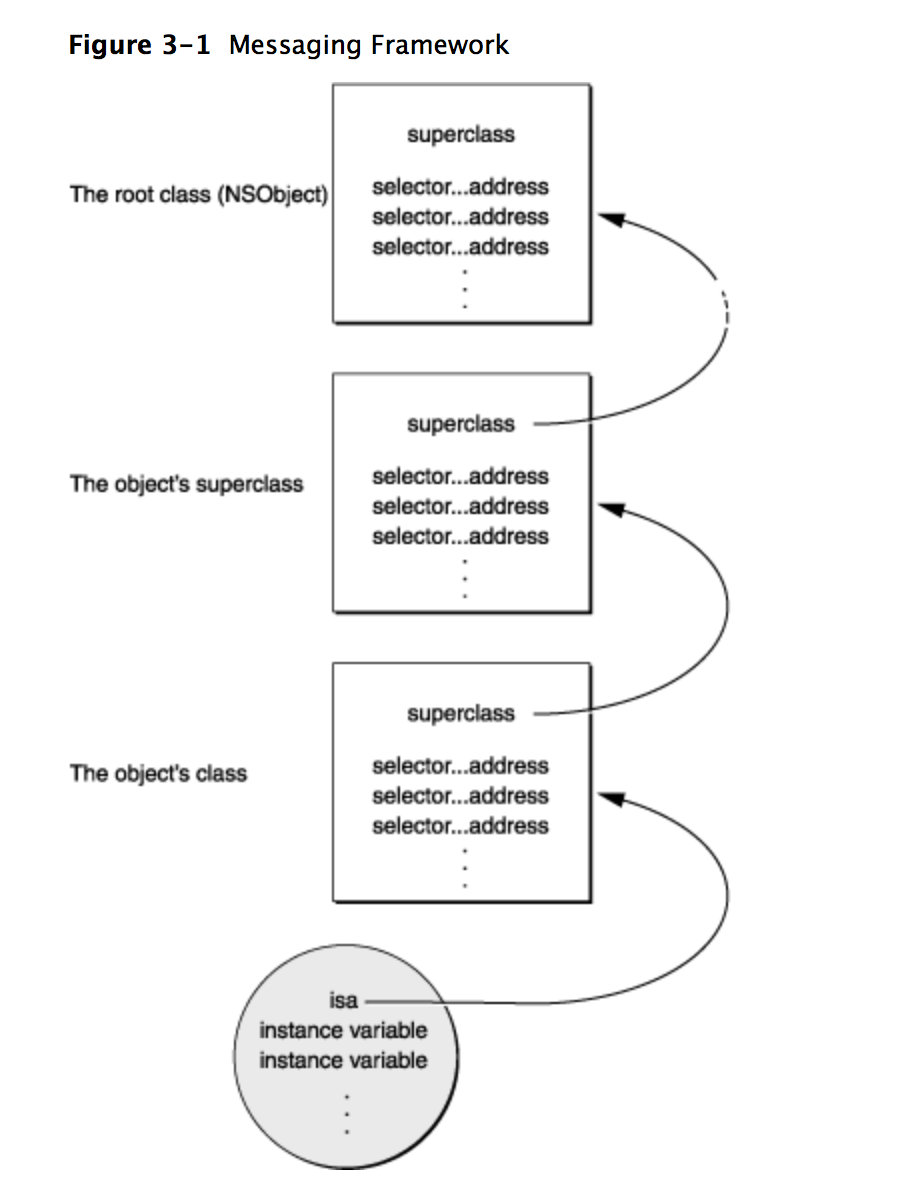 Figure 3-1 Messaging Framework
superclass
The root class (NSObject)
selector...address
selector...address
selector...address
.
.
.
superclass
The object's superclass
selector...address
selector...address
selector...address
.
.
.
superclass
The object's class
selector...address
selector...address
selector...address
.
.
.
isa
instance variable
instance variable
.
.
.